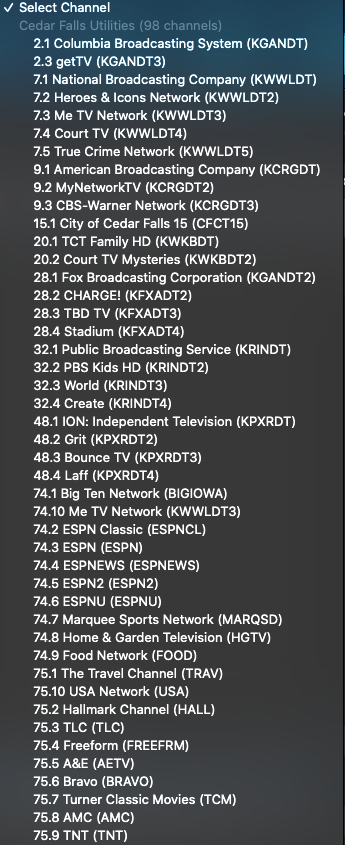 ✓ Select Channel
Cedar Falls Utilities (98 channels)
2.1 Columbia Broadcasting System (KGANDT)
2.3 getTV (KGANDT3)
7.1 National Broadcasting Company (KWWLDT)
7.2 Heroes & Icons Network (KWWLDT2)
7.3 Me TV Network (KWWLDT3)
7.4 Court TV (KWWLDT4)
7.5 True Crime Network (KWWLDT5)
9.1 American Broadcasting Company (KCRGDT)
9.2 MyNetworkTV (KCRGDT2)
9.3 CBS-Warner Network (KCRGDT3)
15.1 City of Cedar Falls 15 (CFCT15)
20.1 TCT Family HD (KWKBDT)
20.2 Court TV Mysteries (KWKBDT2)
28.1 Fox Broadcasting Corporation (KGANDT2)
28.2 CHARGE! (KFXADT2)
28.3 TBD TV (KFXADT3)
28.4 Stadium (KFXADT4)
32.1 Public Broadcasting Service (KRINDT)
32.2 PBS Kids HD (KRINDT2)
32.3 World (KRINDT3)
32.4 Create (KRINDT4)
48.1 ION: Independent Television (KPXRDT)
48.2 Grit (KPXRDT2)
48.3 Bounce TV (KPXRDT3)
48.4 Laff (KPXRDT4)
74.1 Big Ten Network (BIGIOWA)
74.10 Me TV Network (KWWLDT3)
74.2 ESPN Classic (ESPNCL)
74.3 ESPN (ESPN)
74.4 ESPNEWS (ESPNEWS)
74.5 ESPN2 (ESPN2)
74.6 ESPNU (ESPNU)
74.7 Marquee Sports Network (MARQSD)
74.8 Home & Garden Television (HGTV)
74.9 Food Network (FOOD)
75.1 The Travel Channel (TRAV)
75.10 USA Network (USA)
75.2 Hallmark Channel (HALL)
75.3 TLC (TLC)
75.4 Freeform (FREEFRM)
75.5 A&E (AETV)
75.6 Bravo (BRAVO)
75.7 Turner Classic Movies (TCM)
75.8 AMC (AMC)
75.9 TNT (TNT)